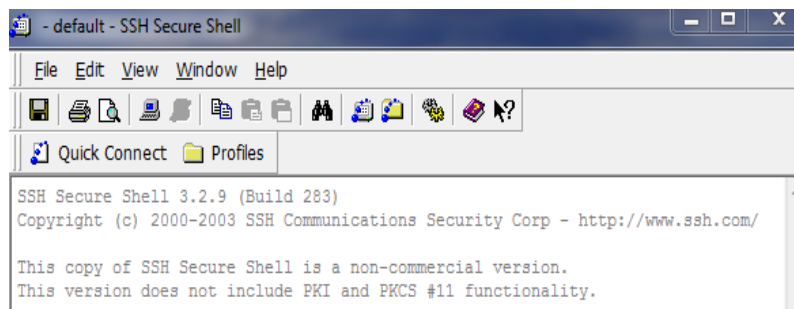 - default - SSH Secure Shell
File Edit View Window Help
Quick Connect Profiles
SSH Secure Shell 3.2.9 (Build 283)
Copyright (c) 2000-2003 SSH Communications Security Corp - http://www.ssh.com/
This copy of SSH Secure Shell is a non-commercial version.
This version does not include PKI and PKCS #11 functionality.